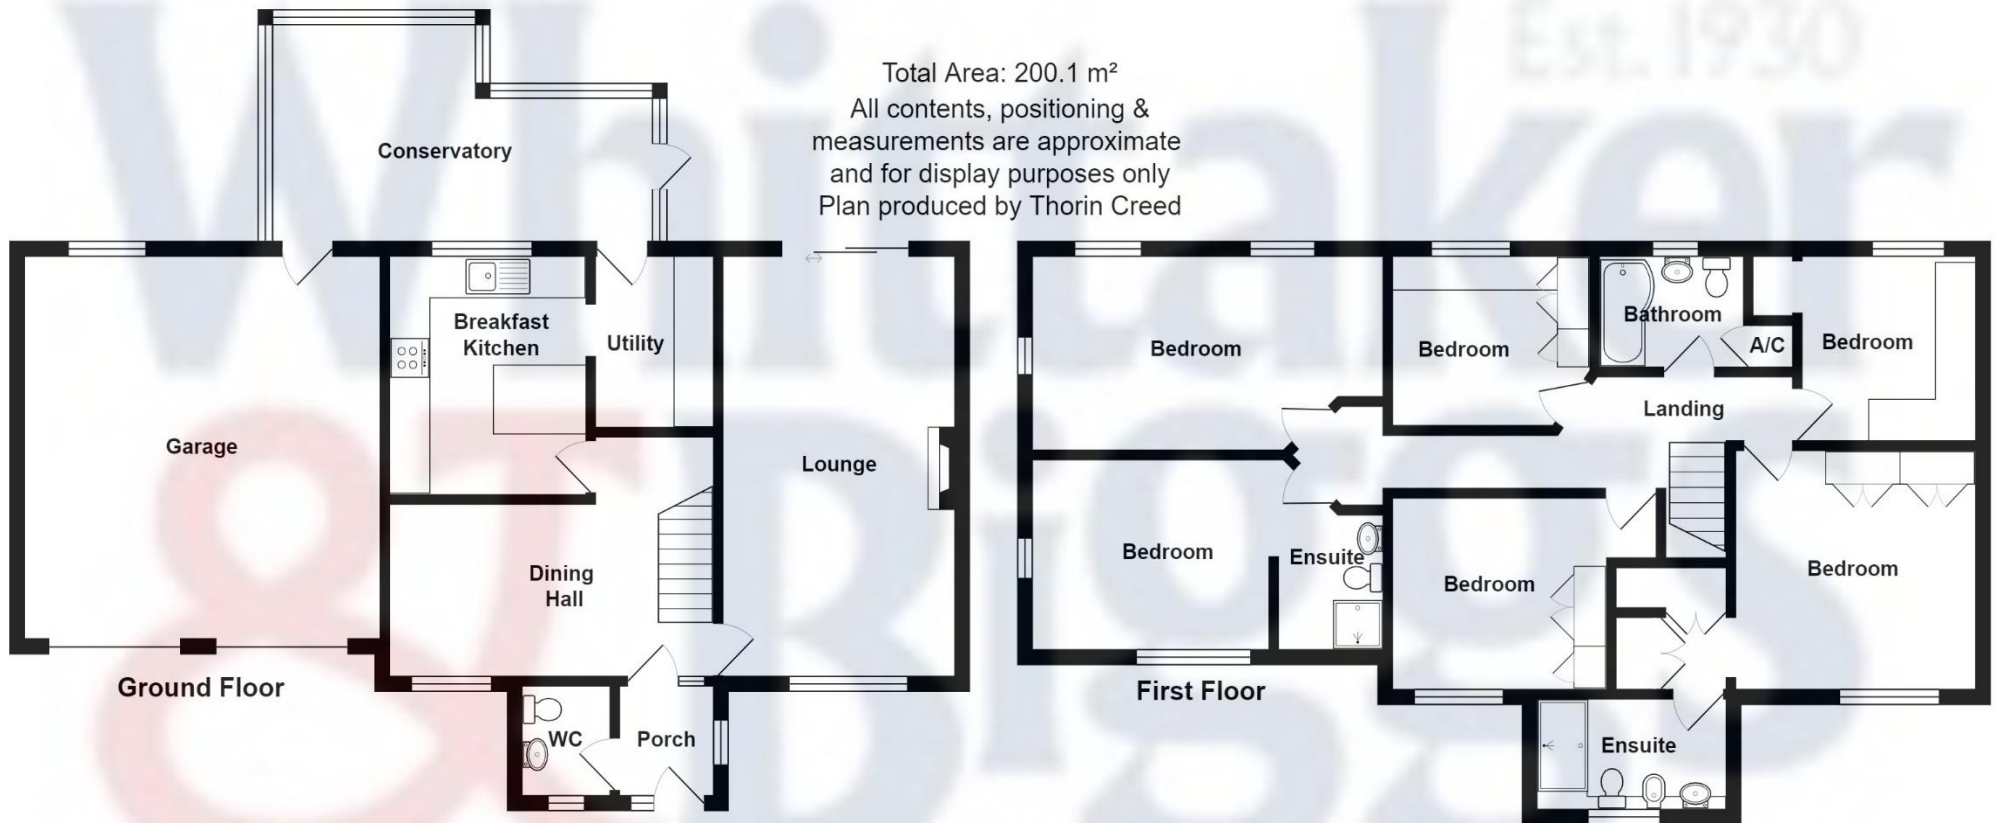 Est. 1930
Whittaker
& Biggs
Total Area: 200.1 m²
All contents, positioning &
measurements are approximate
and for display purposes only
Plan produced by Thorin Creed
Conservatory
Breakfast
Kitchen
Utility
Garage
Lounge
Dining
Hall
WC
Porch
Ground Floor
Bedroom
Bedroom
Bathroom
A/C
Bedroom
Landing
Bedroom
Ensuite
Bedroom
Bedroom
Ensuite
First Floor